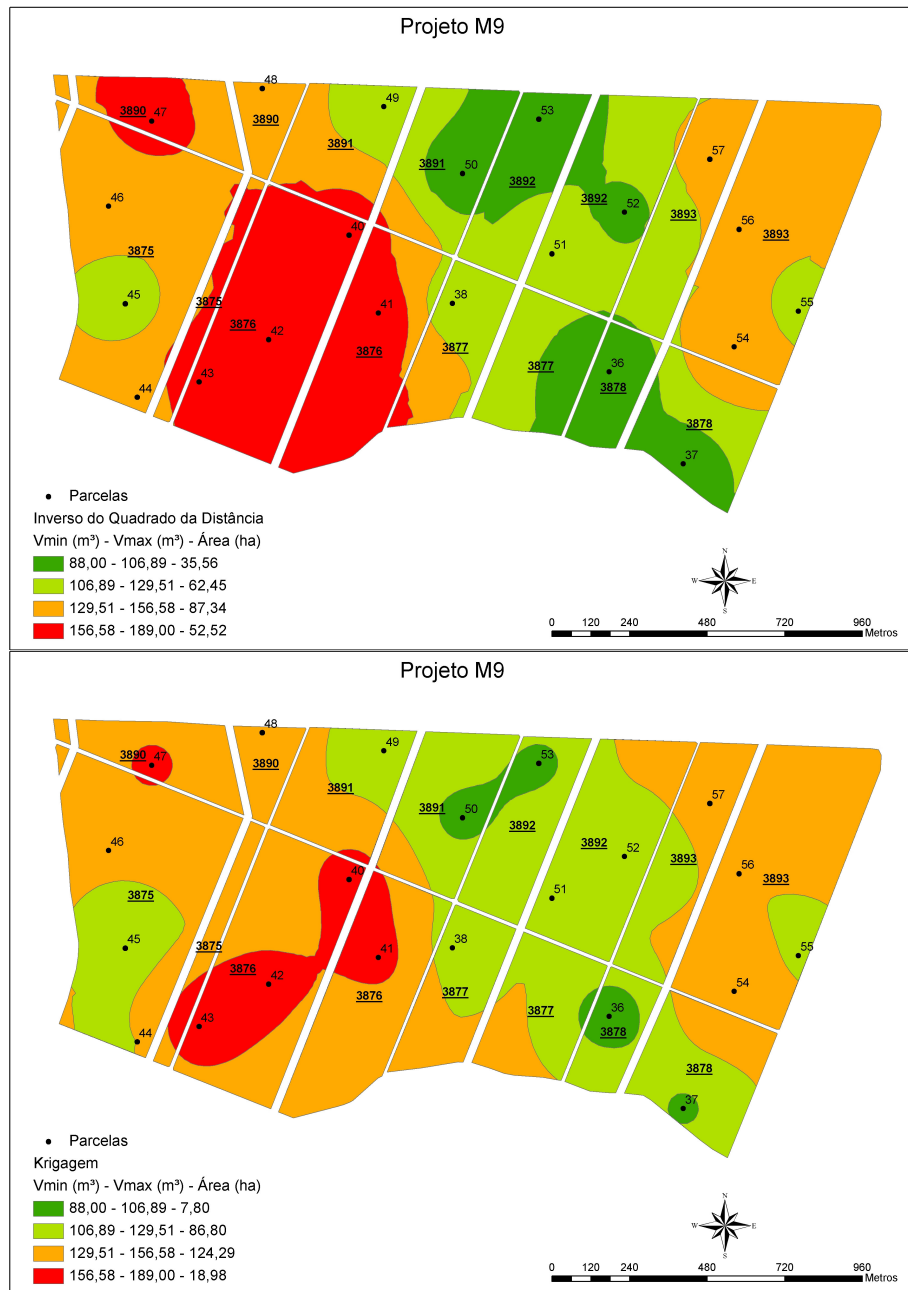 Projeto M9
48
47
3890
3890
49
53
3891
57
3891
50
3892
46
52
3892
3893
56
3893
40
51
3875
45
3875
38
55
41
3876
42
3877
54
3876
43
3877
36
3878
44
3878
37
Parcelas
Inverso do Quadrado da Distância
Vmin (m³) - Vmax (m³) - Área (ha)
88,00 - 106,89 - 35,56
106,89 - 129,51 - 62,45
129,51 - 156,58 - 87,34
156,58 - 189,00 - 52,52
N
W E
S
0 120 240 480 720 960
Metros
Projeto M9
48
47
3890
3890
49
53
3891
57
3891
50
3892
46
52
3892
3893
56
3893
40
51
3875
45
3875
38
55
41
3876
42
3877
54
3876
43
3877
36
3878
44
3878
37
Parcelas
Krigagem
Vmin (m³) - Vmax (m³) - Área (ha)
88,00 - 106,89 - 7,80
106,89 - 129,51 - 86,80
129,51 - 156,58 - 124,29
156,58 - 189,00 - 18,98
N
W E
S
0 120 240 480 720 960
Metros